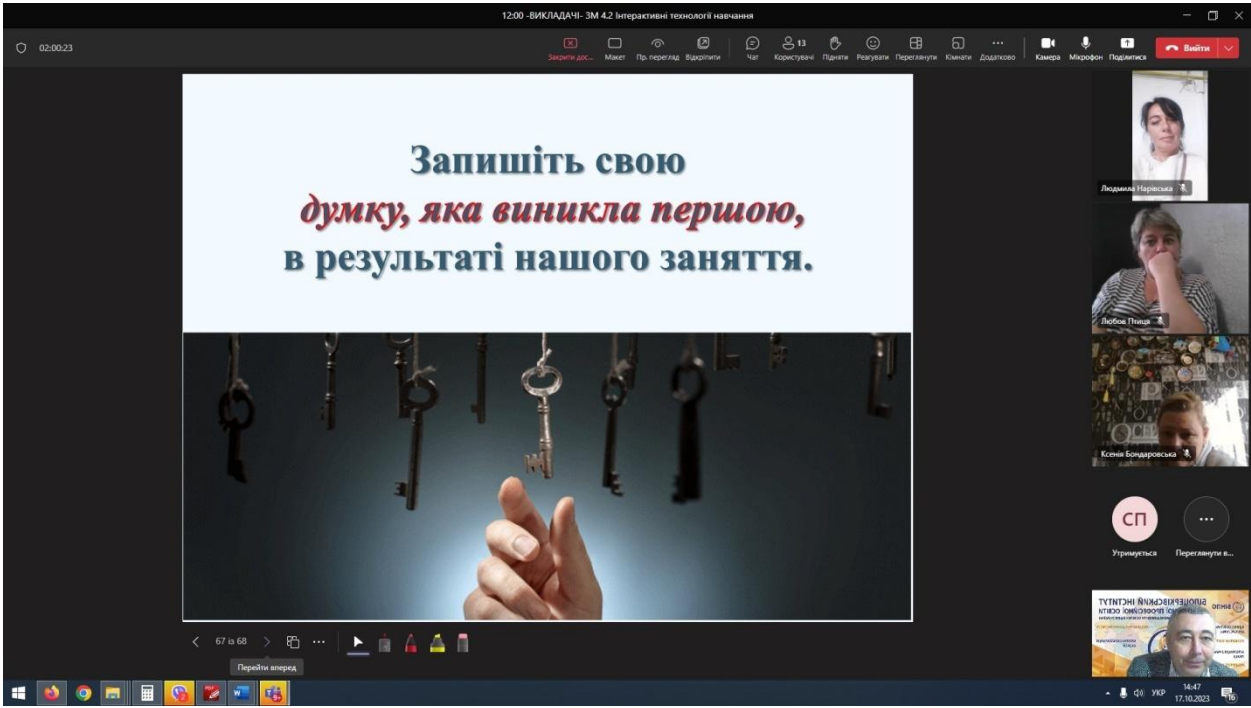 12:00 -ВИКЛАДАЧІ- ЗМ 4.2 Інтерактивні технології навчання
02:00:23
Закрити дос...
Макет
Пр. перегляд
Відкріпити
Чат
13
Користувачі
Підняти
Реагувати
Переглянути
Кімнати
Додатково
Камера
Мікрофон
Поділитися
Вийти
Запишіть свою
думку, яка виникла першою,
в результаті нашого заняття.
Людмила Нарівська
Любов Птиця
Ксенія Бондаровська
СП
Утримується
Переглянути в...
БІЛОЦЕРКІВСЬКИЙ ІНСТИТУТ
67 із 68
Перейти вперед
УКР
14:47
17.10.2023